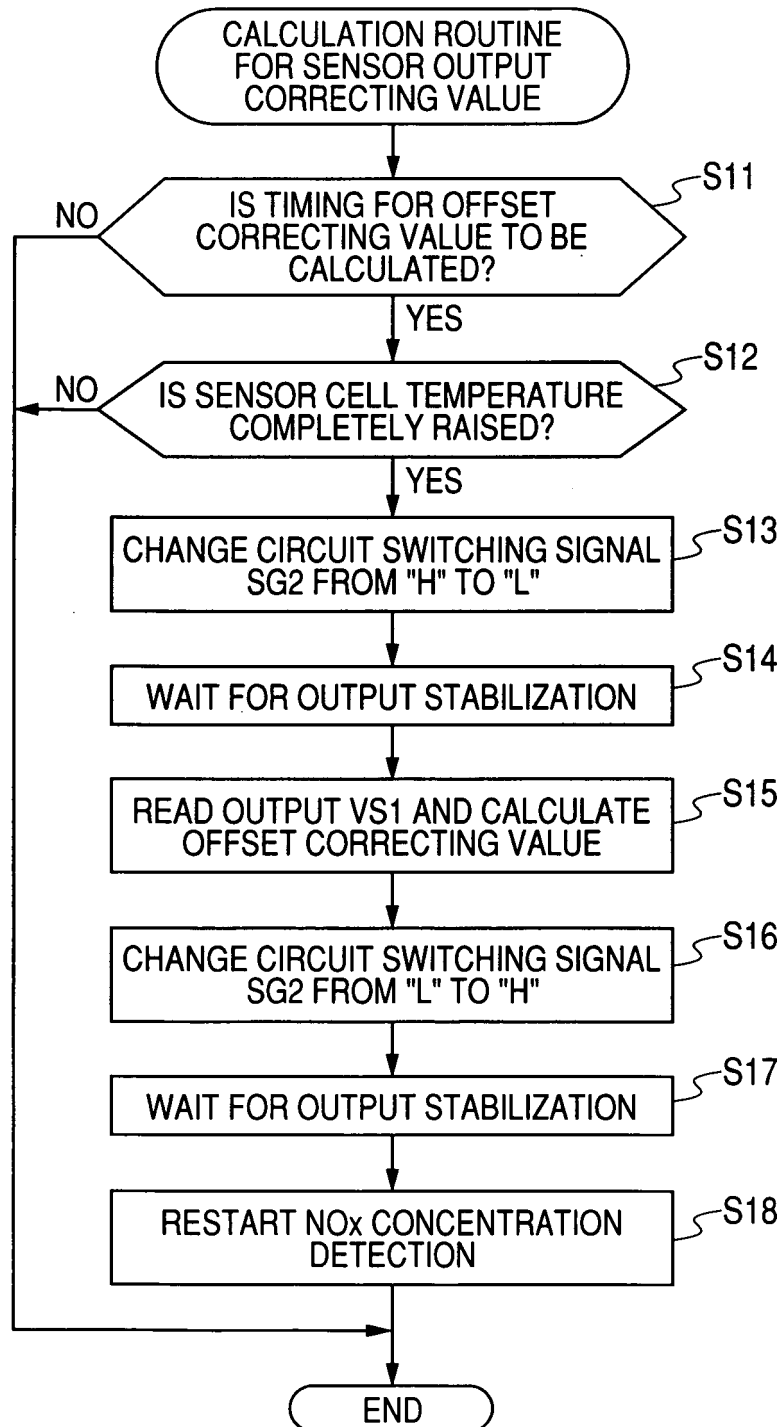 CALCULATION ROUTINE
FOR SENSOR OUTPUT
CORRECTING VALUE
S11
NO
IS TIMING FOR OFFSET
CORRECTING VALUE TO BE
CALCULATED?
YES
S12
NO
IS SENSOR CELL TEMPERATURE
COMPLETELY RAISED?
YES
S13
CHANGE CIRCUIT SWITCHING SIGNAL
SG2 FROM "H" TO "L"
S14
WAIT FOR OUTPUT STABILIZATION
S15
READ OUTPUT VS1 AND CALCULATE
OFFSET CORRECTING VALUE
S16
CHANGE CIRCUIT SWITCHING SIGNAL
SG2 FROM "L" TO "H"
S17
WAIT FOR OUTPUT STABILIZATION
S18
RESTART NOx CONCENTRATION
DETECTION
END